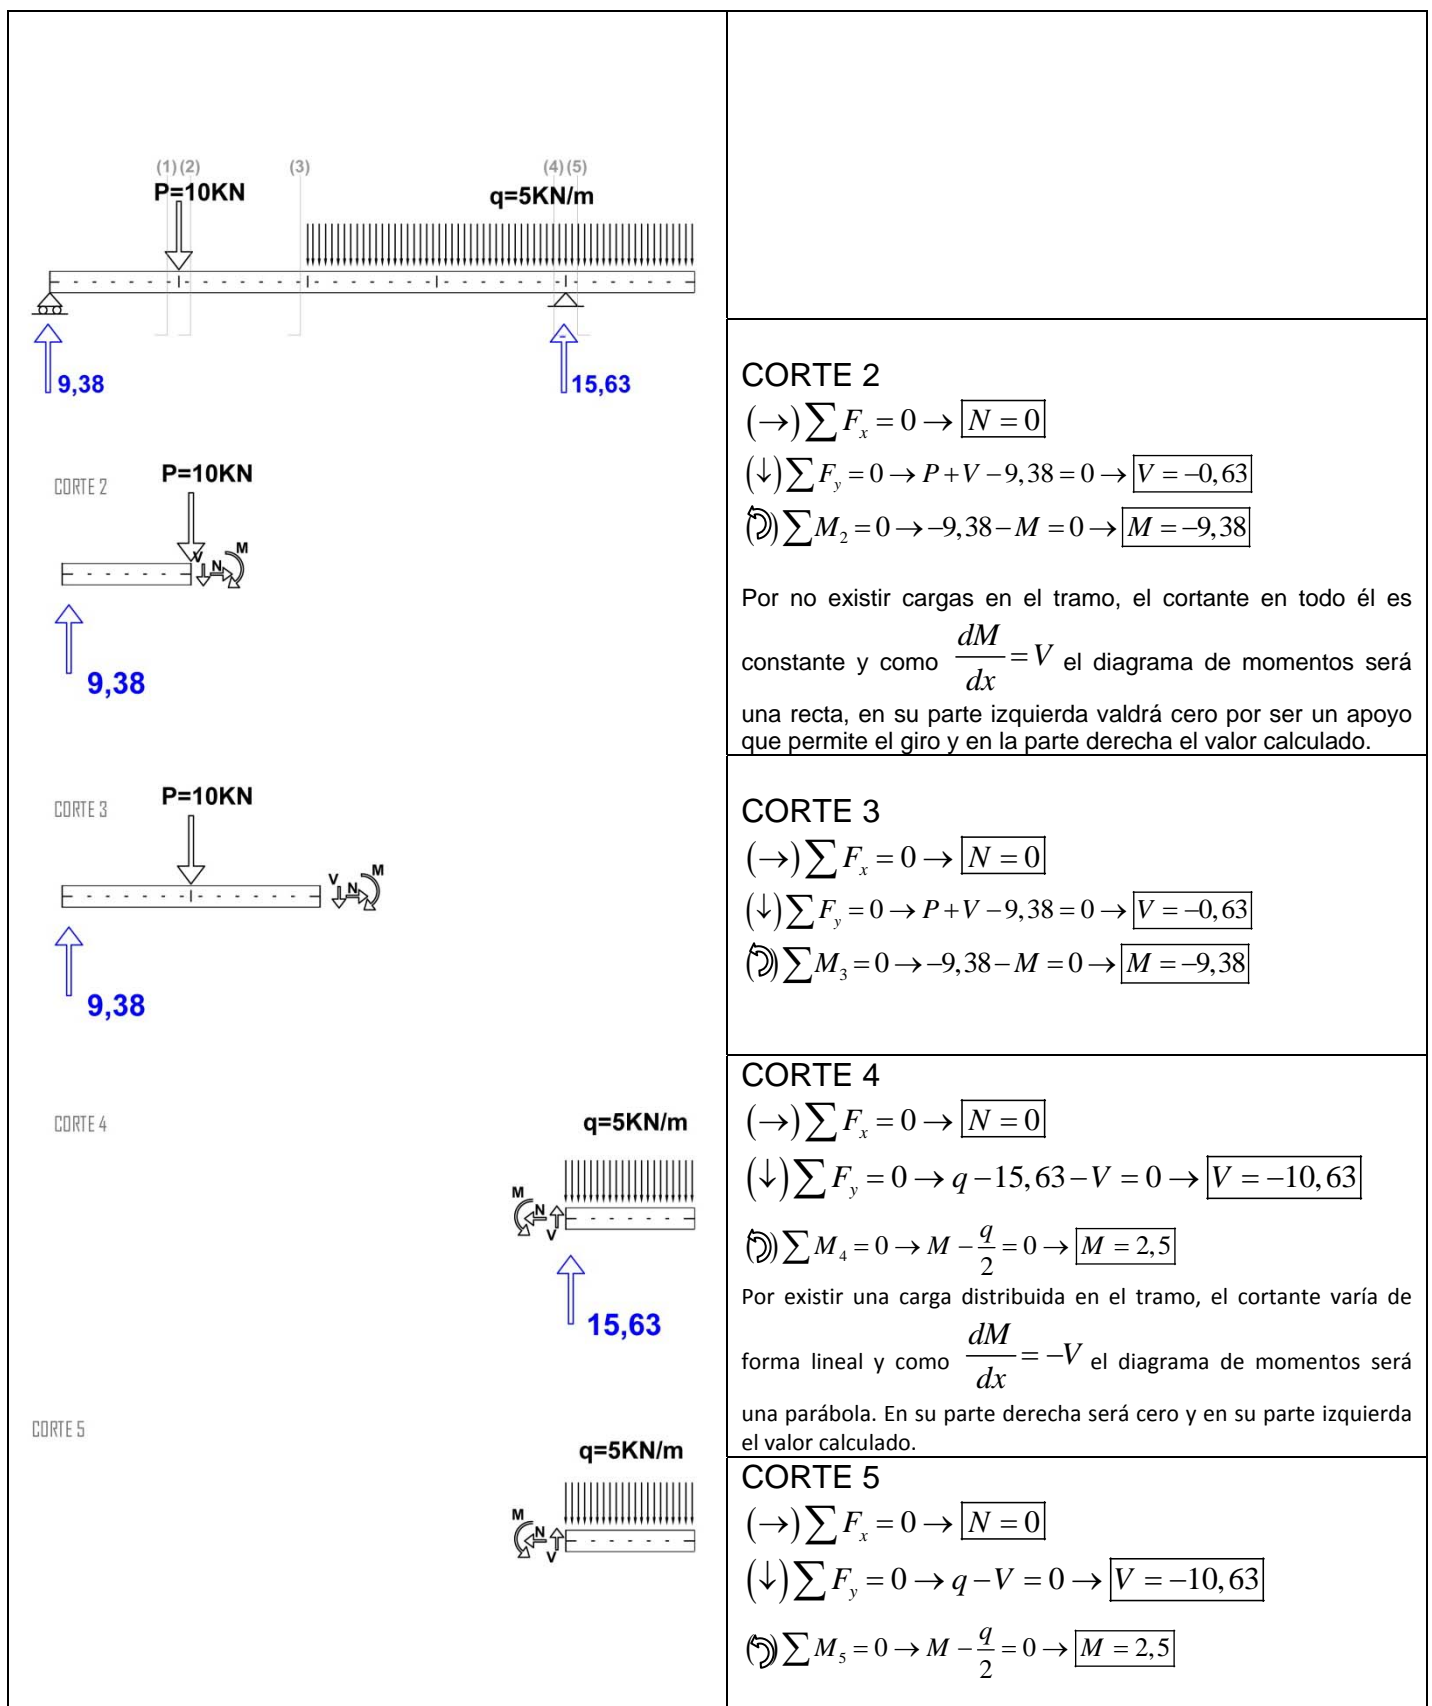 (1) (2) (3) (4) (5)
P=10KN q=5KN/m
9,38 15,63
CORTE 2
(→)∑F_x = 0 → N = 0
(↓)∑F_y = 0 → P + V − 9,38 = 0 → V = −0,63
∑M_2 = 0 → −9,38 − M = 0 → M = −9,38
Por no existir cargas en el tramo, el cortante en todo él es
constante y como dM/dx = V el diagrama de momentos será
una recta, en su parte izquierda valdrá cero por ser un apoyo
que permite el giro y en la parte derecha el valor calculado.
CORTE 2
P=10KN
V N M
9,38
CORTE 3
P=10KN
V N M
9,38
CORTE 3
(→)∑F_x = 0 → N = 0
(↓)∑F_y = 0 → P + V − 9,38 = 0 → V = −0,63
∑M_3 = 0 → −9,38 − M = 0 → M = −9,38
CORTE 4
q=5KN/m
M N V
15,63
CORTE 4
(→)∑F_x = 0 → N = 0
(↓)∑F_y = 0 → q − 15,63 − V = 0 → V = −10,63
∑M_4 = 0 → M − q/2 = 0 → M = 2,5
Por existir una carga distribuida en el tramo, el cortante varía de
forma lineal y como dM/dx = −V el diagrama de momentos será
una parábola. En su parte derecha será cero y en su parte izquierda
el valor calculado.
CORTE 5
q=5KN/m
M N V
CORTE 5
(→)∑F_x = 0 → N = 0
(↓)∑F_y = 0 → q − V = 0 → V = −10,63
∑M_5 = 0 → M − q/2 = 0 → M = 2,5